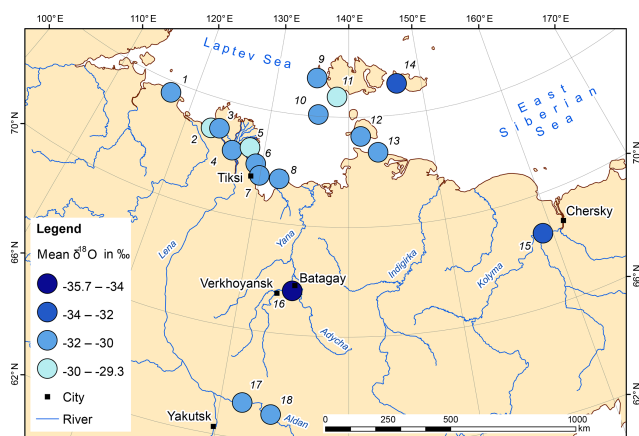 100°E
110°E
120°E
130°E
140°E
150°E
160°E
170°E
Laptev Sea
9
14
11
1
10
East
Siberian
Sea
3
12
70°N
2
5
13
70°N
4
6
Tiksi
8
7
Chersky
Legend
15
Mean δ¹⁸O in ‰
Lena
Yana
Indigirka
Kolyma
66°N
66°N
-35.7 – -34
Batagay
Verkhoyansk
16
-34 – -32
Adycha
-32 – -30
62°N
-30 – -29.3
17
62°N
City
18
River
Yakutsk
Aldan
0
250
500
1000
km